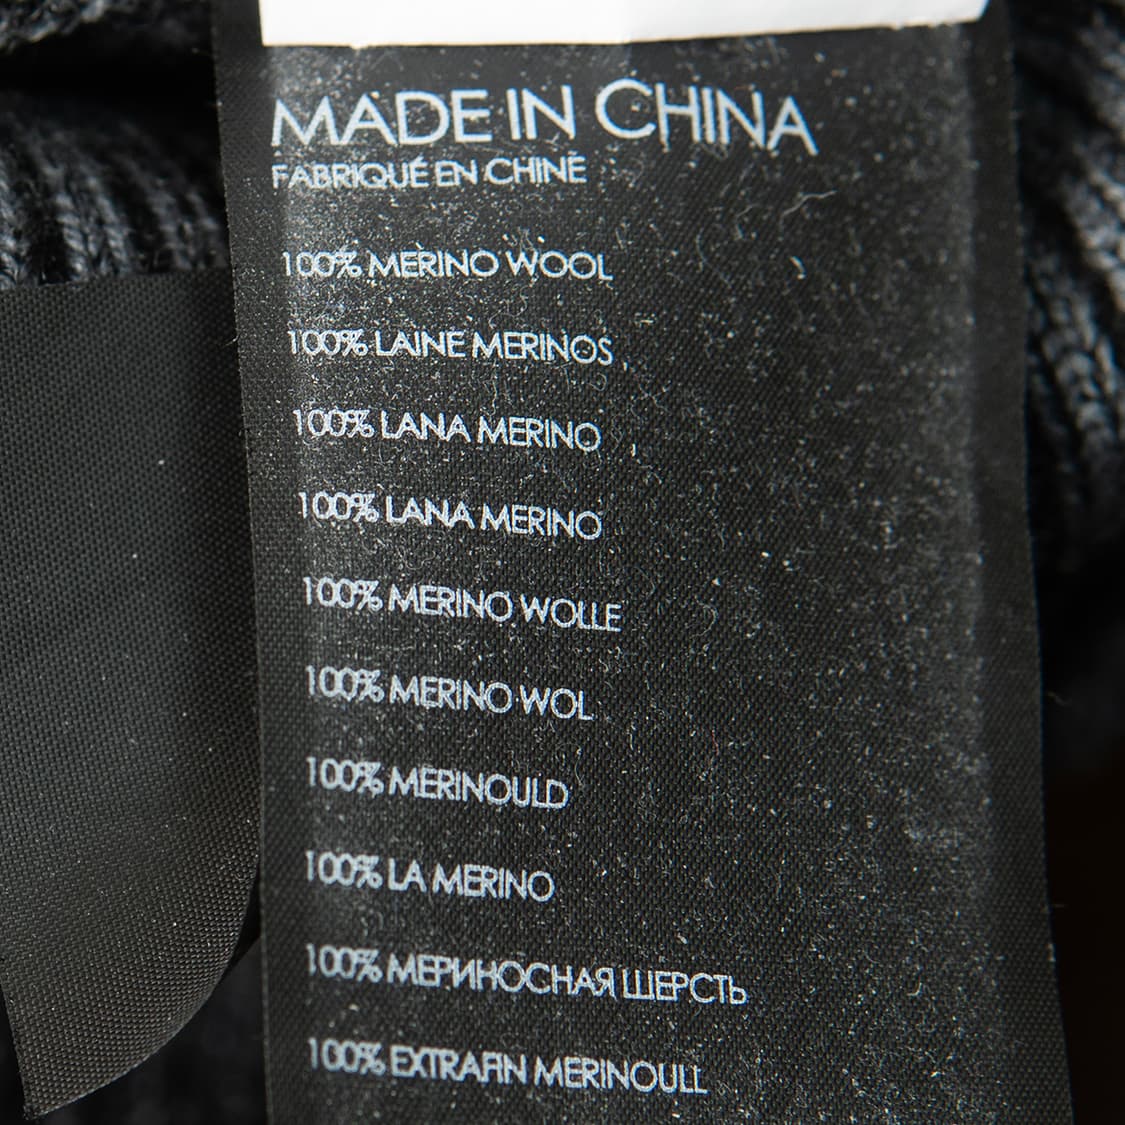 MADE IN CHINA
FABRIQUÉ EN CHINE
100% MERINO WOOL
100% LAINE MERINOS
100% LANA MERINO
100% LANA MERINO
100% MERINO WOLLE
100% MERINO WOL
100% MERINOULD
100% LA MERINO
100% МЕРИНОСНАЯ ШЕРСТЬ
100% EXTRAFIN MERINOULL